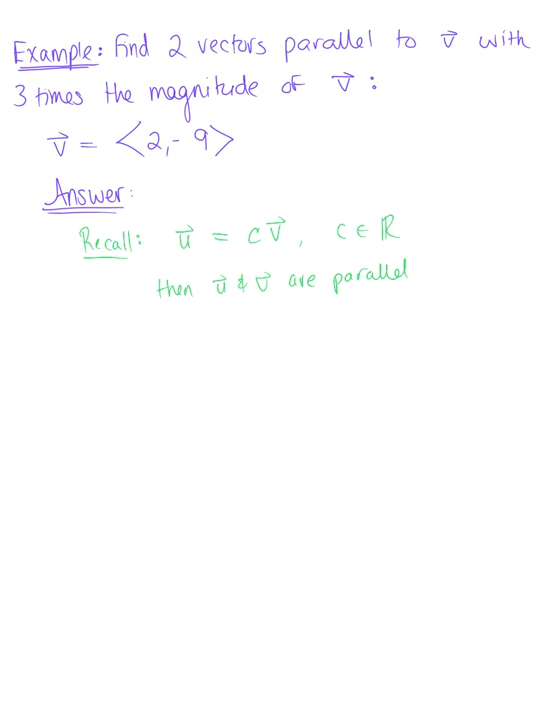 Example: Find 2 vectors parallel to v⃗ with
3 times the magnitude of v⃗ :
v⃗ = <2,-9>
Answer:
Recall: u⃗ = cv⃗, c ∈ ℝ
then u⃗ & v⃗ are parallel